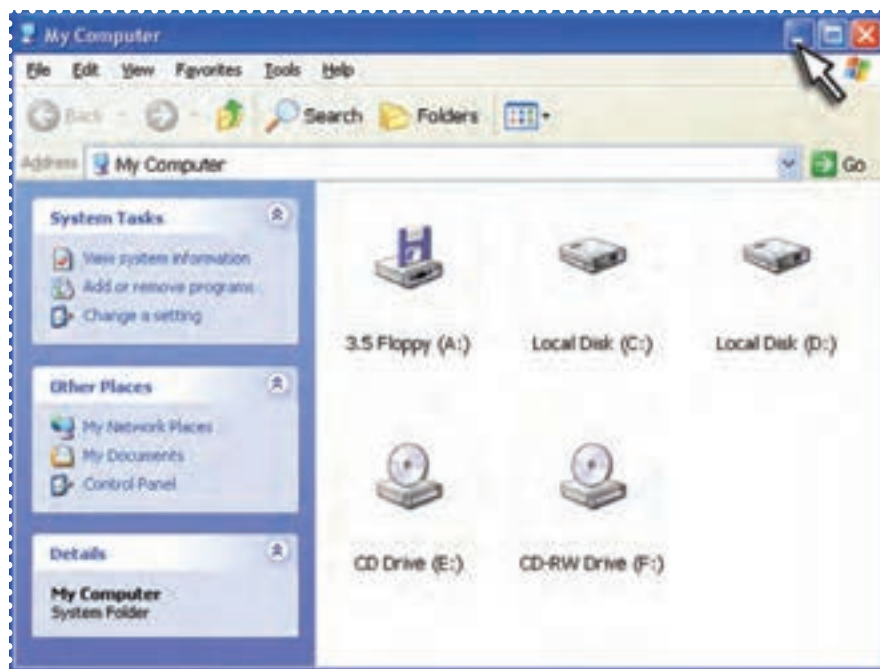 My Computer
File Edit View Favorites Tools Help
Back Search Folders
Address My Computer Go
System Tasks
View system information
Add or remove programs
Change a setting
Other Places
My Network Places
My Documents
Control Panel
Details
My Computer
System Folder
3.5 Floppy (A:) Local Disk (C:) Local Disk (D:)
CD Drive (E:) CD-RW Drive (F:)